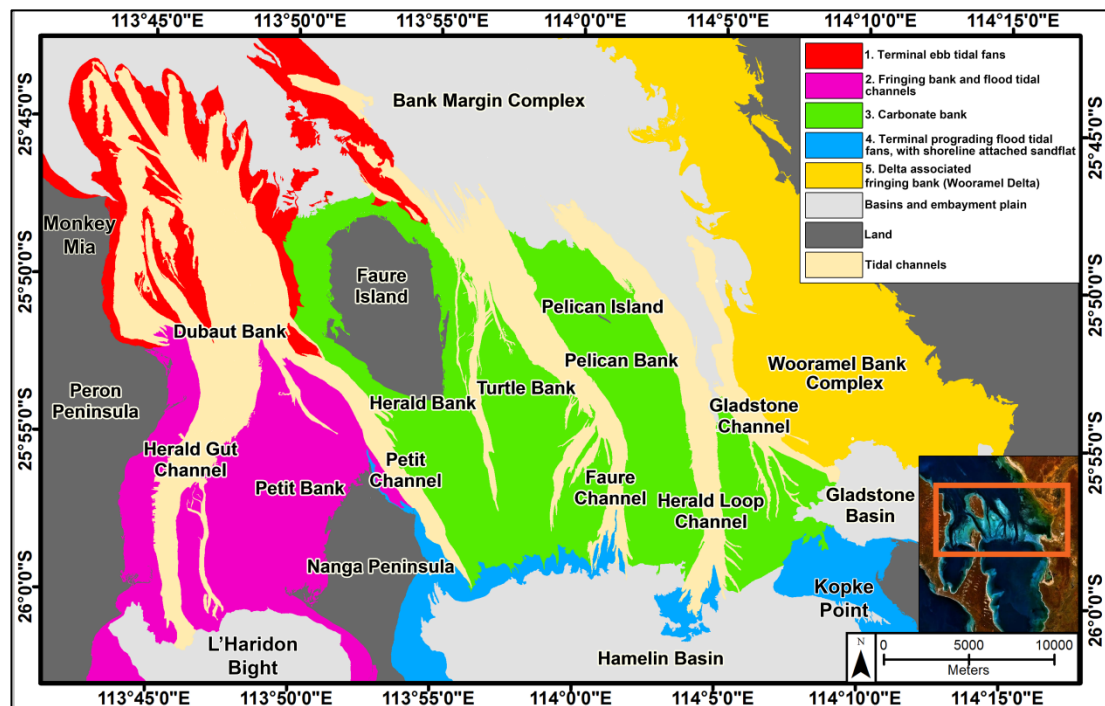 113°45'0"E
113°50'0"E
113°55'0"E
114°0'0"E
114°5'0"E
114°10'0"E
114°15'0"E
25°45'0"S
25°50'0"S
25°55'0"S
26°0'0"S
25°45'0"S
25°50'0"S
25°55'0"S
26°0'0"S
1. Terminal ebb tidal fans
2. Fringing bank and flood tidal
channels
3. Carbonate bank
4. Terminal prograding flood tidal
fans, with shoreline attached sandflat
5. Delta associated
fringing bank (Wooramel Delta)
Basins and embayment plain
Land
Tidal channels
Bank Margin Complex
Monkey
Mia
Faure
Island
Dubaut Bank
Pelican Island
Pelican Bank
Wooramel Bank
Complex
Peron
Peninsula
Turtle Bank
Herald Bank
Gladstone
Channel
Herald Gut
Channel
Petit
Channel
Petit Bank
Faure
Channel
Herald Loop
Channel
Gladstone
Basin
Nanga Peninsula
Kopke
Point
L'Haridon
Bight
Hamelin Basin
N
0 5000 10000
Meters
113°45'0"E
113°50'0"E
113°55'0"E
114°0'0"E
114°5'0"E
114°10'0"E
114°15'0"E